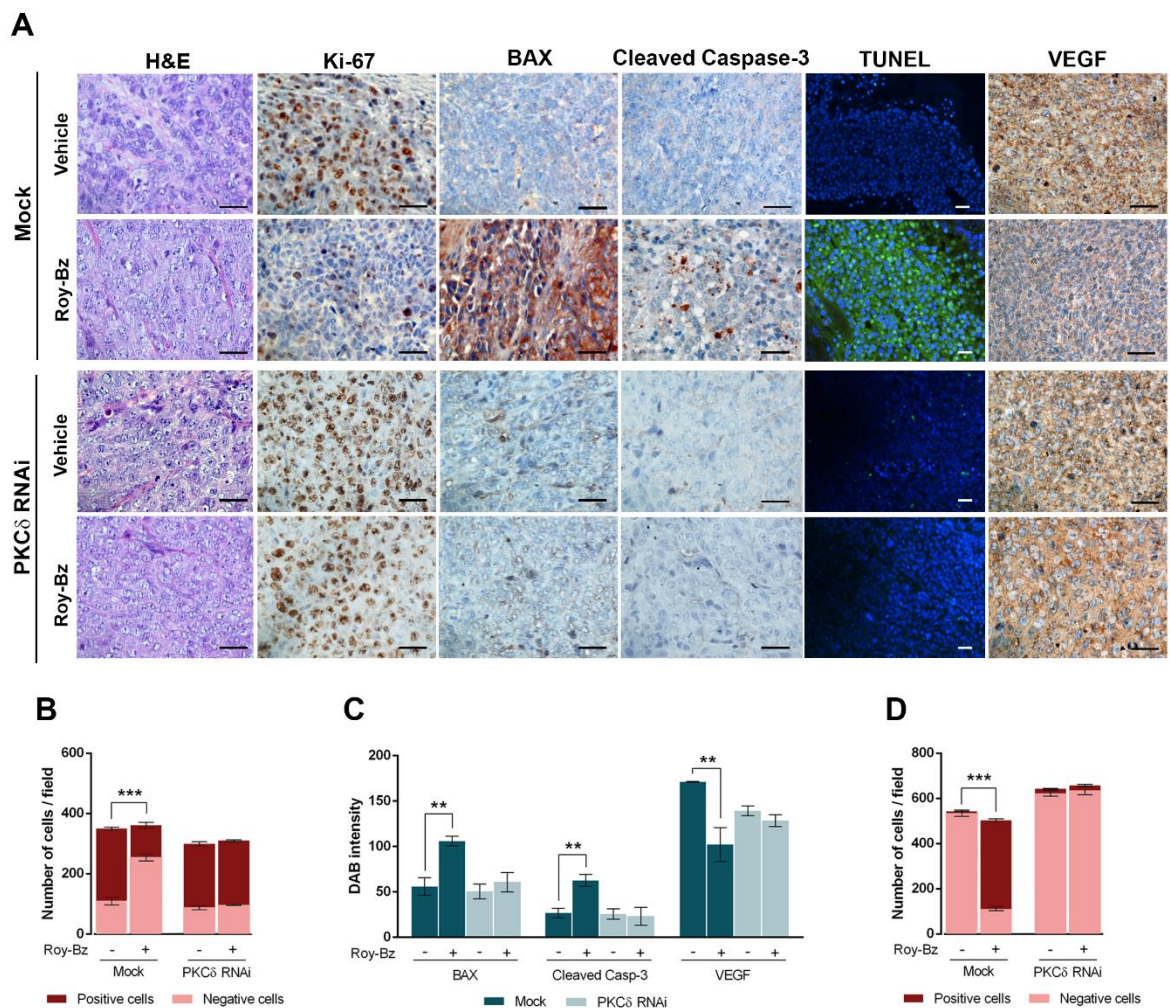 A
H&E Ki-67 BAX Cleaved Caspase-3 TUNEL VEGF
Mock
Vehicle
Roy-Bz
PKCδ RNAi
Vehicle
Roy-Bz
B
Number of cells / field
600
400
200
0
***
Roy-Bz - + - +
Mock PKCδ RNAi
Positive cells Negative cells
C
DAB intensity
200
150
100
50
0
**
**
**
Roy-Bz - + - + - + - + - + - +
BAX Cleaved Casp-3 VEGF
Mock PKCδ RNAi
D
Number of cells / field
800
600
400
200
0
***
Roy-Bz - + - +
Mock PKCδ RNAi
Positive cells Negative cells